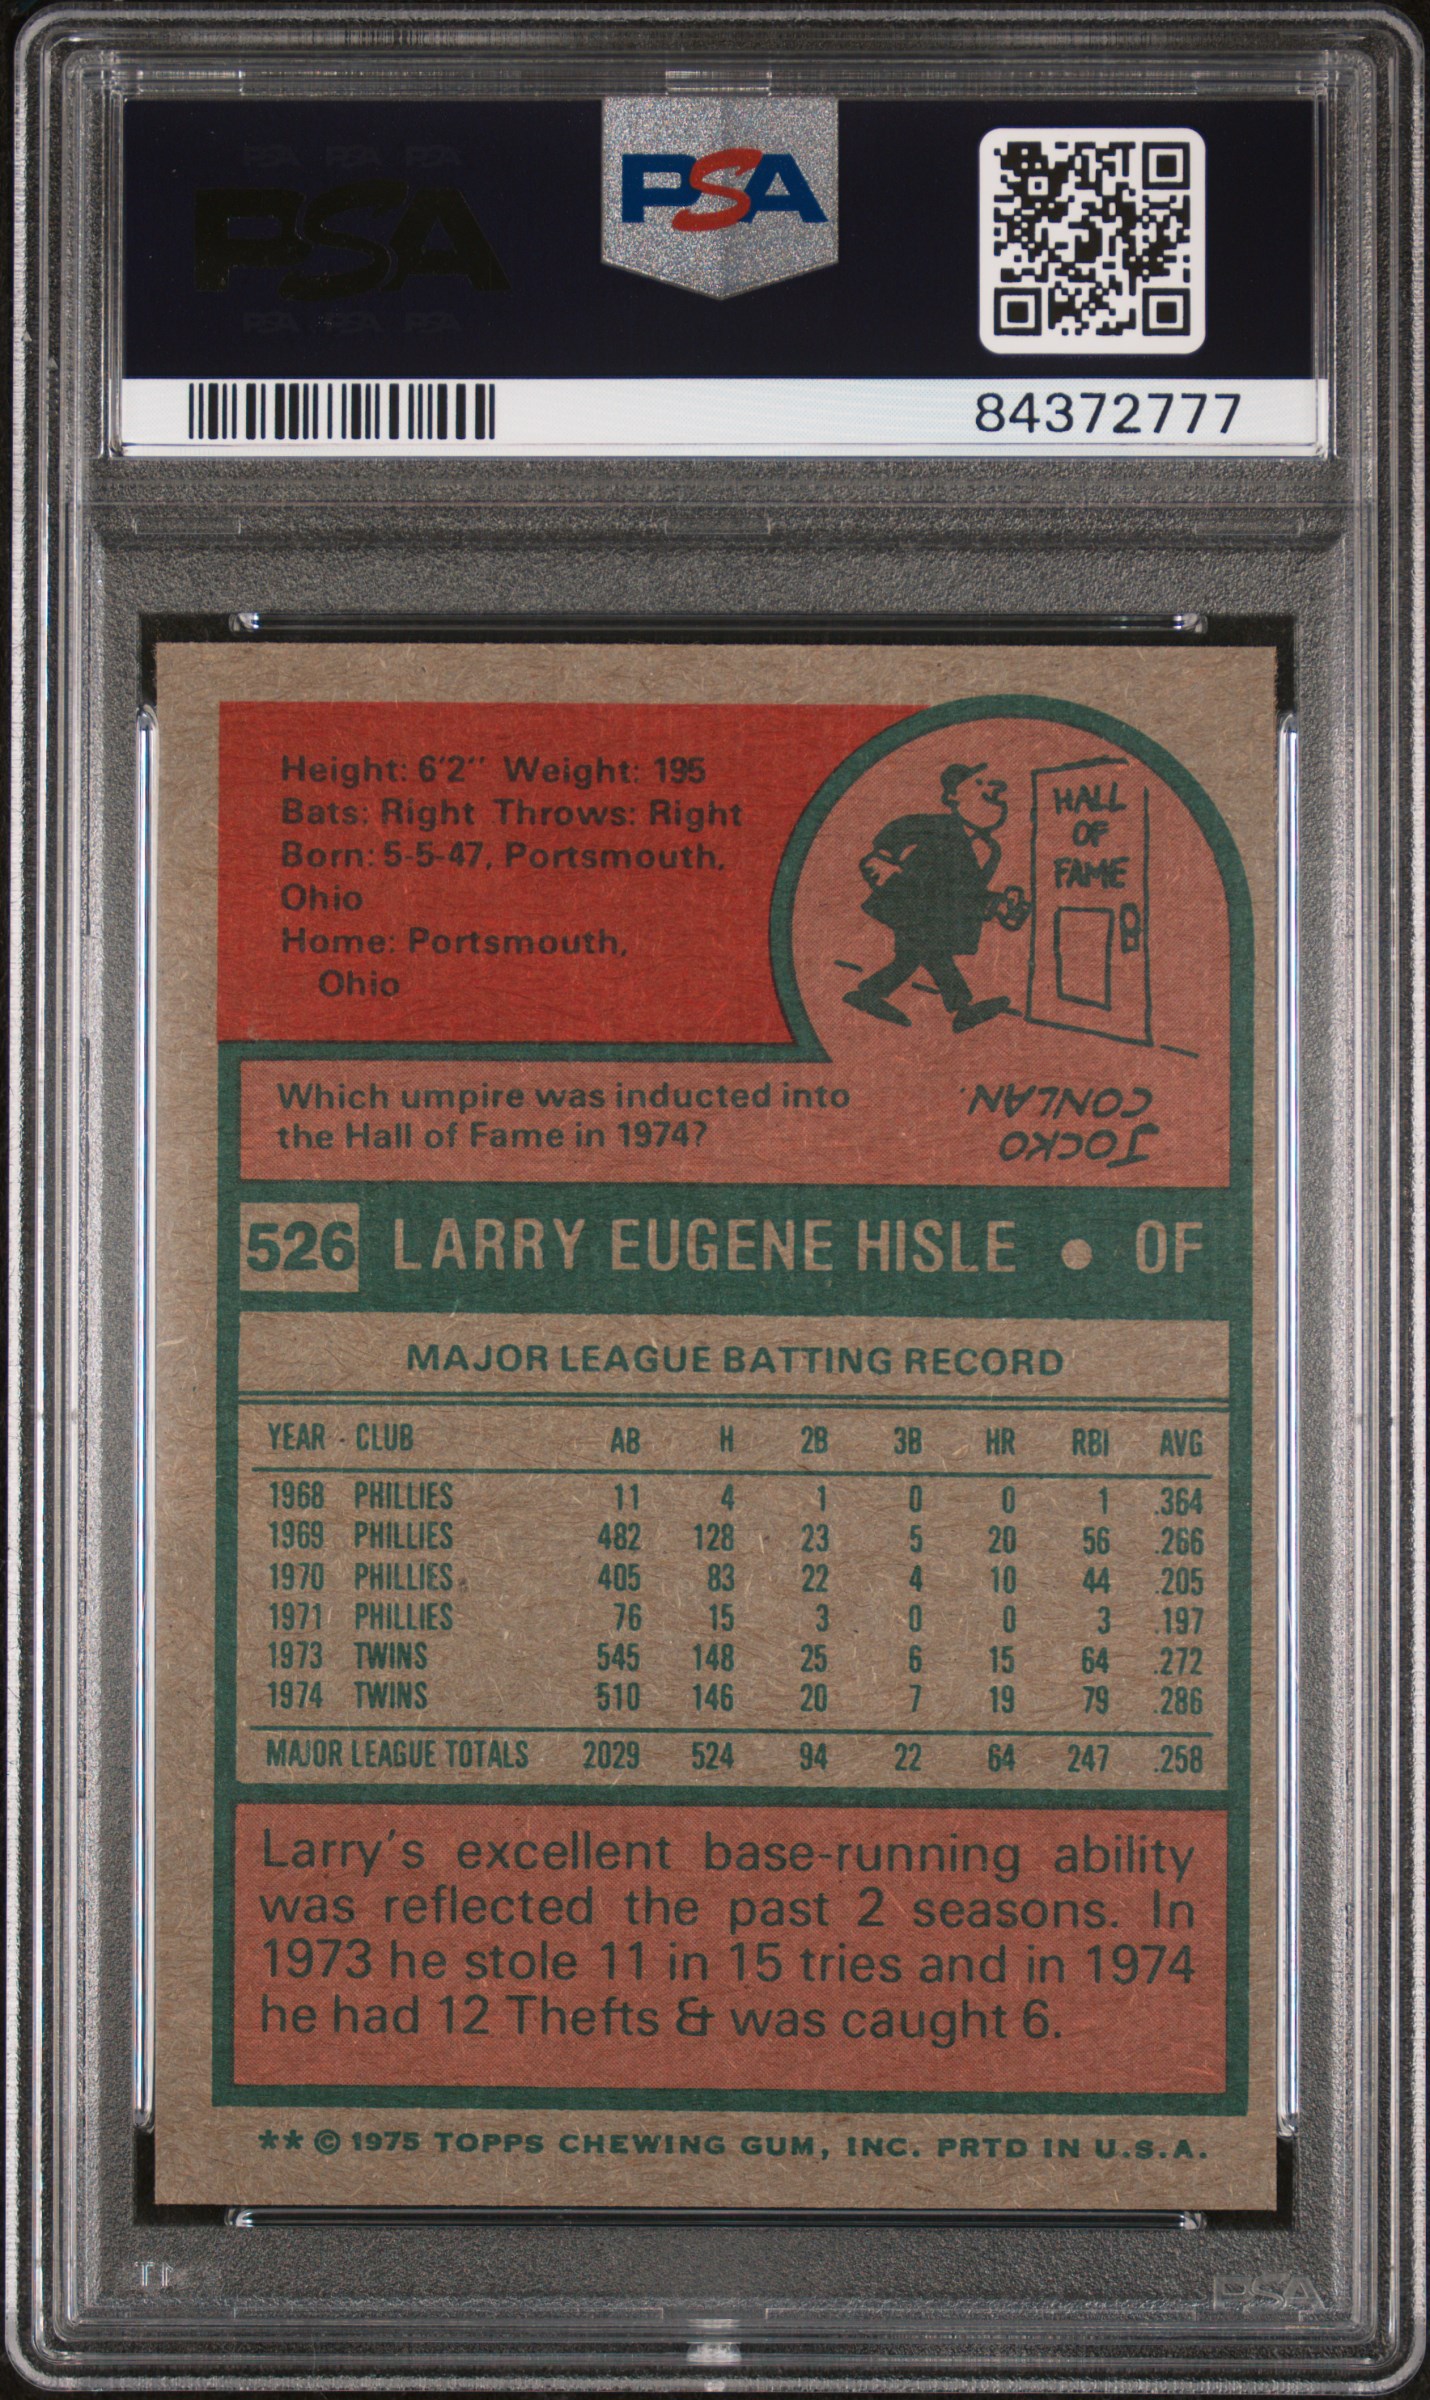 PSA PSA PSA
PSA
PSA PSA PSA
PSA
84372777
Height: 6'2" Weight: 195
Bats: Right Throws: Right
Born: 5-5-47, Portsmouth,
Ohio
Home: Portsmouth,
Ohio
HALL
OF
FAME
Which umpire was inducted into
the Hall of Fame in 1974?
JOCKO
CONLAN.
526 LARRY EUGENE HISLE • OF
MAJOR LEAGUE BATTING RECORD
YEAR CLUB AB H 2B 3B HR RBI AVG
1968 PHILLIES 11 4 1 0 0 1 .364
1969 PHILLIES 482 128 23 5 20 56 .266
1970 PHILLIES 405 83 22 4 10 44 .205
1971 PHILLIES 76 15 3 0 0 3 .197
1973 TWINS 545 148 25 6 15 64 .272
1974 TWINS 510 146 20 7 19 79 .286
MAJOR LEAGUE TOTALS 2029 524 94 22 64 247 .258
Larry's excellent base-running ability
was reflected the past 2 seasons. In
1973 he stole 11 in 15 tries and in 1974
he had 12 Thefts & was caught 6.
** © 1975 TOPPS CHEWING GUM, INC. PRTD IN U.S.A.
PSA